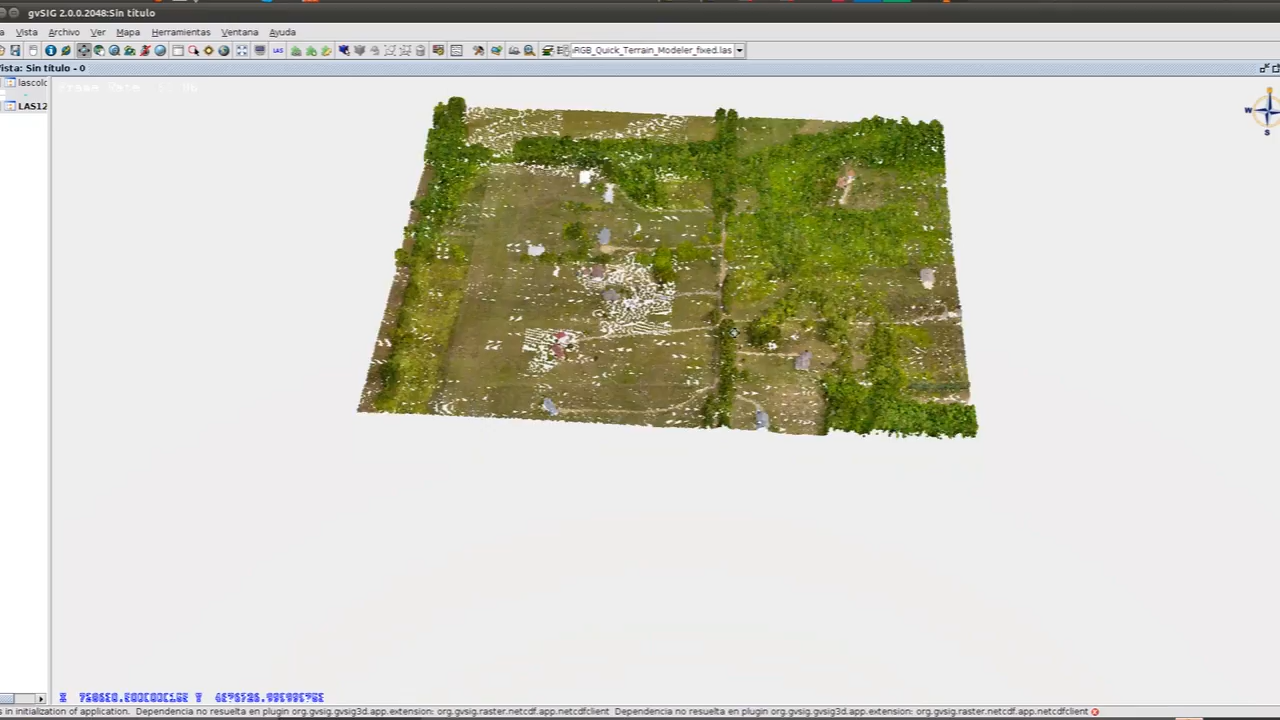 gvSIG 2.0.0.2048:Sin título
Vista Archivo Ver Mapa Herramientas Ventana Ayuda
LAS
RGB_Quick_Terrain_Modeler_fixed.las
Vista: Sin título - 0
lascolo
LAS12
W
S
s in initialization of application. Dependencia no resuelta en plugin org.gvsig.gvsig3d.app.extension: org.gvsig.raster.netcdf.app.netcdfclient Dependencia no resuelta en plugin org.gvsig.gvsig3d.app.extension: org.gvsig.raster.netcdf.app.netcdfclient